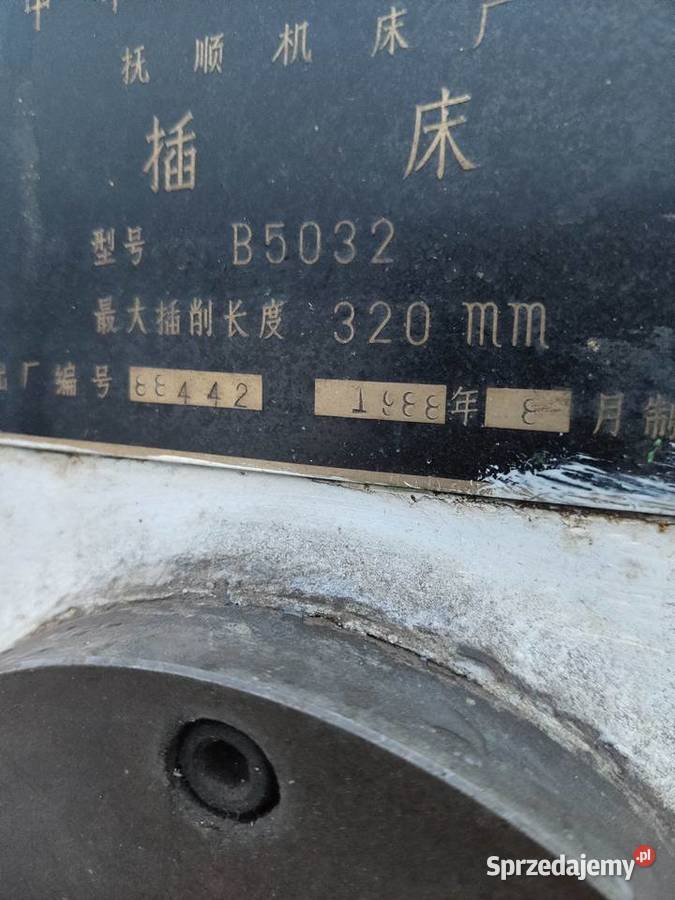 抚顺机床厂
插床
型号 B5032
最大插削长度 320 mm
出厂编号 88442 1988年 8 月制
Sprzedajemy.pl